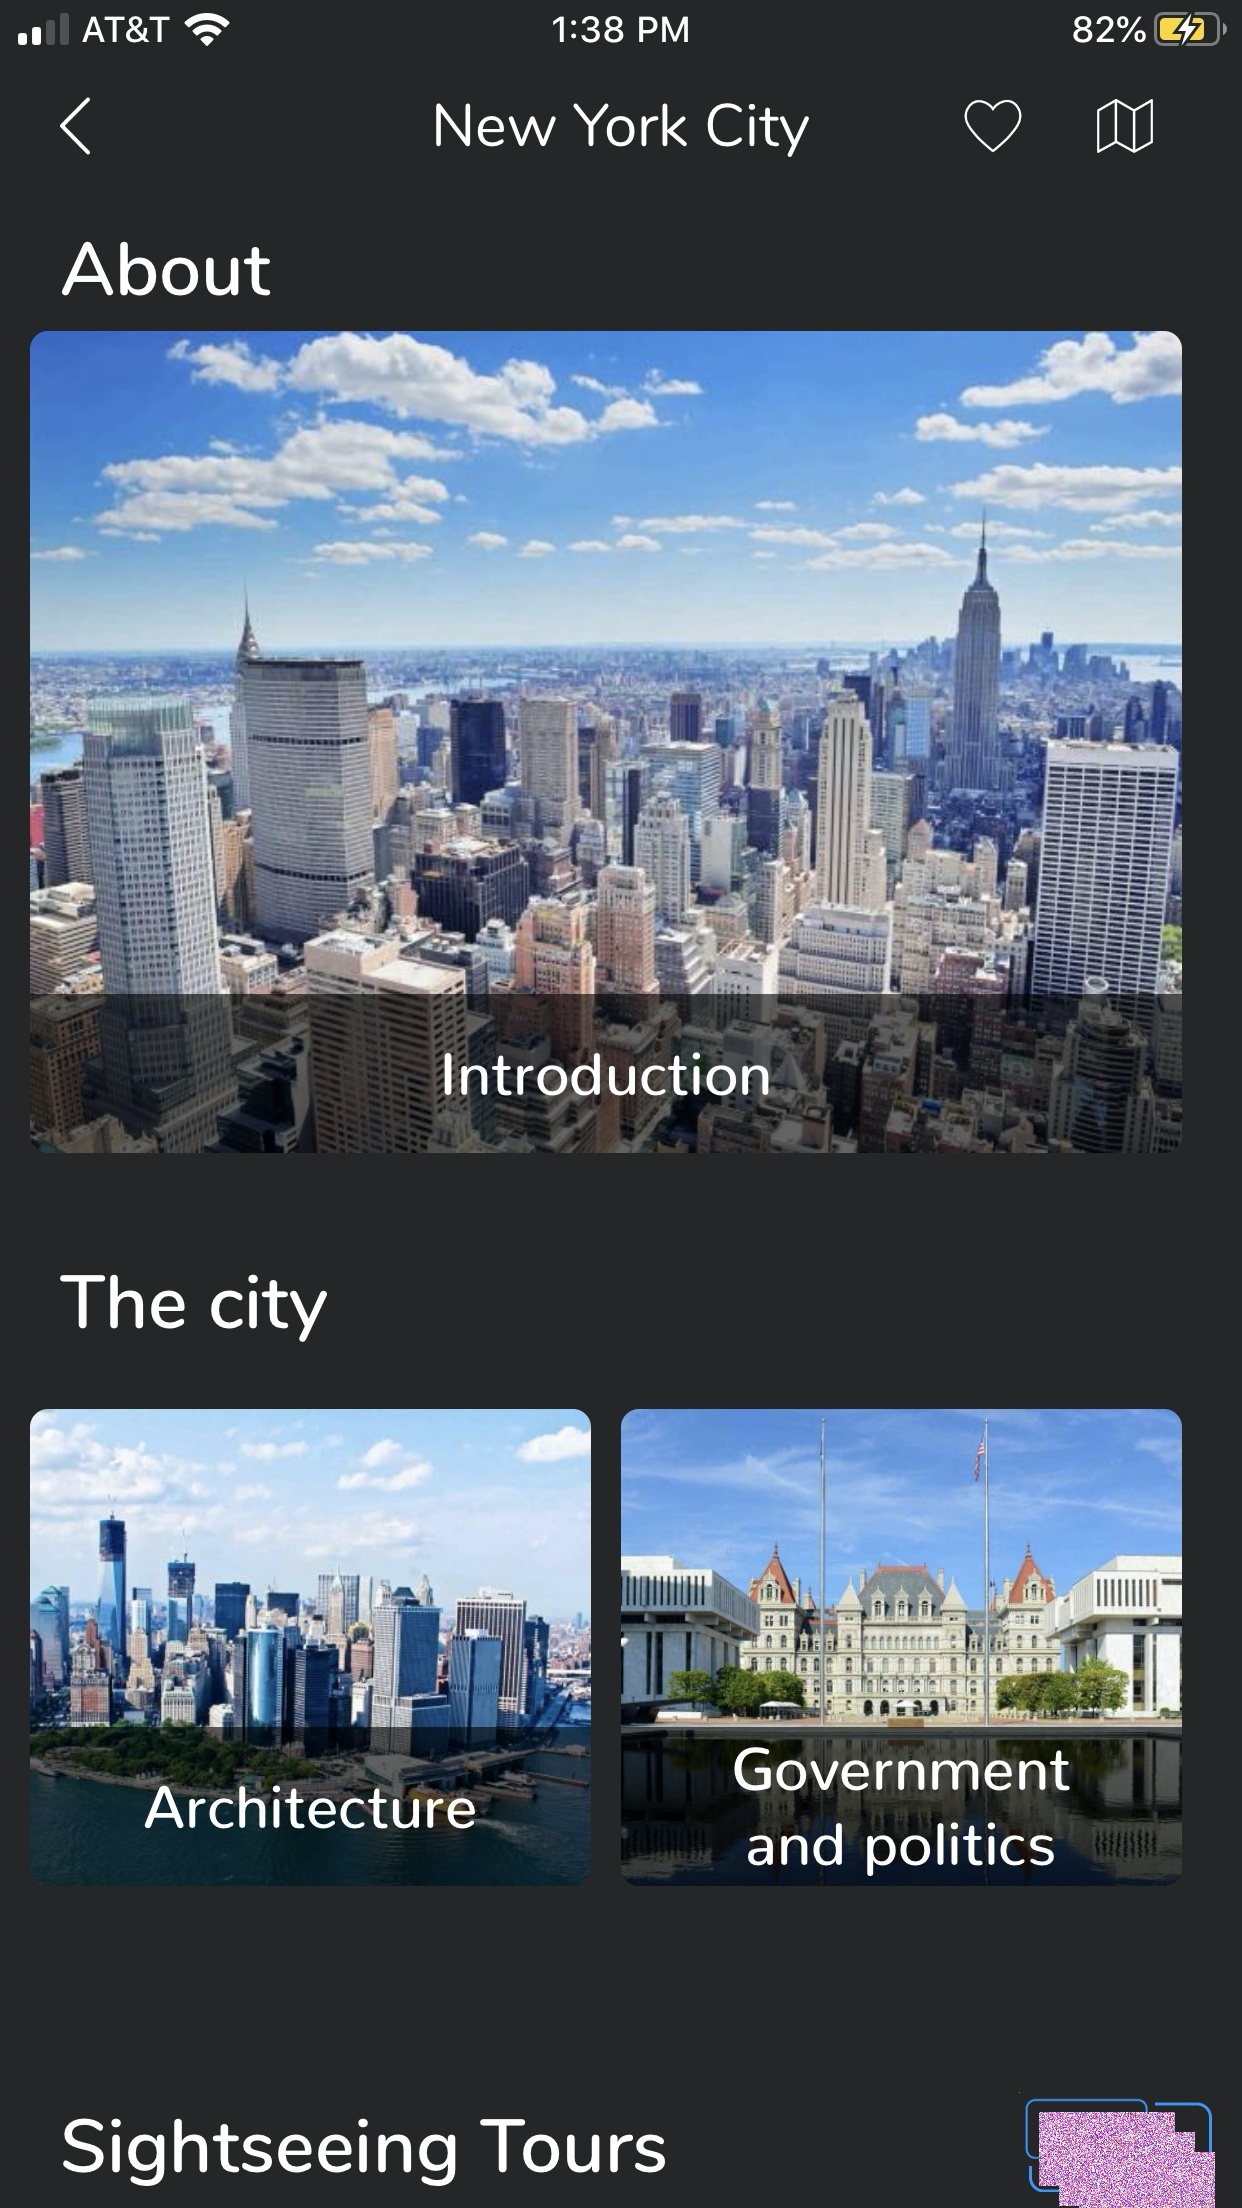 AT&T 1:38 PM 82%
New York City
About
Introduction
The city
Architecture
Government
and politics
Sightseeing Tours